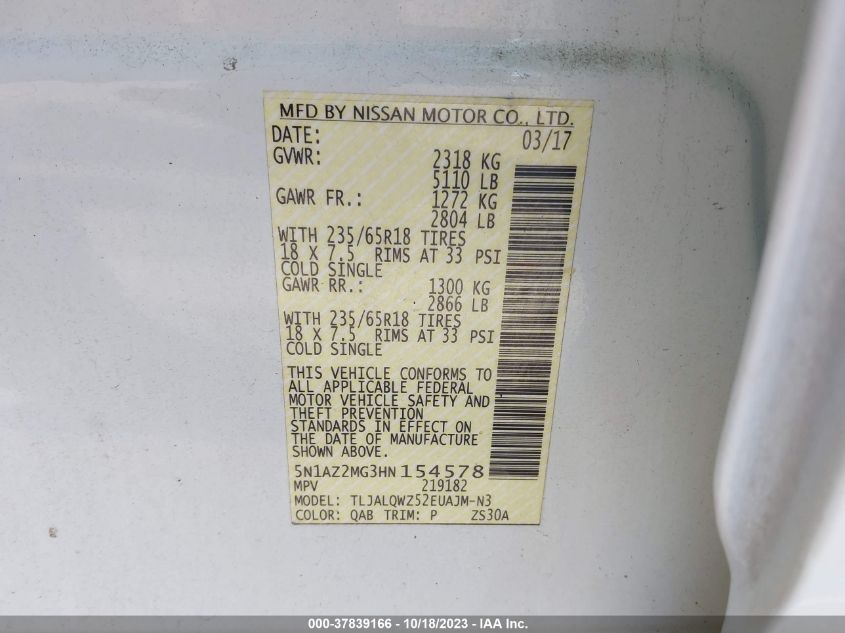 MFD BY NISSAN MOTOR CO., LTD.
DATE: 03/17
GVWR: 2318 KG
5110 LB
GAWR FR.: 1272 KG
2804 LB
WITH 235/65R18 TIRES
18 X 7.5 RIMS AT 33 PSI
COLD SINGLE
GAWR RR.: 1300 KG
2866 LB
WITH 235/65R18 TIRES
18 X 7.5 RIMS AT 33 PSI
COLD SINGLE
THIS VEHICLE CONFORMS TO
ALL APPLICABLE FEDERAL
MOTOR VEHICLE SAFETY AND
THEFT PREVENTION
STANDARDS IN EFFECT ON
THE DATE OF MANUFACTURE
SHOWN ABOVE.
5N1AZ2MG3HN154578
MPV 219182
MODEL: TLJALQWZ52EUAJM-N3
COLOR: QAB TRIM: P ZS30A
000-37839166 - 10/18/2023 - © IAA Inc.